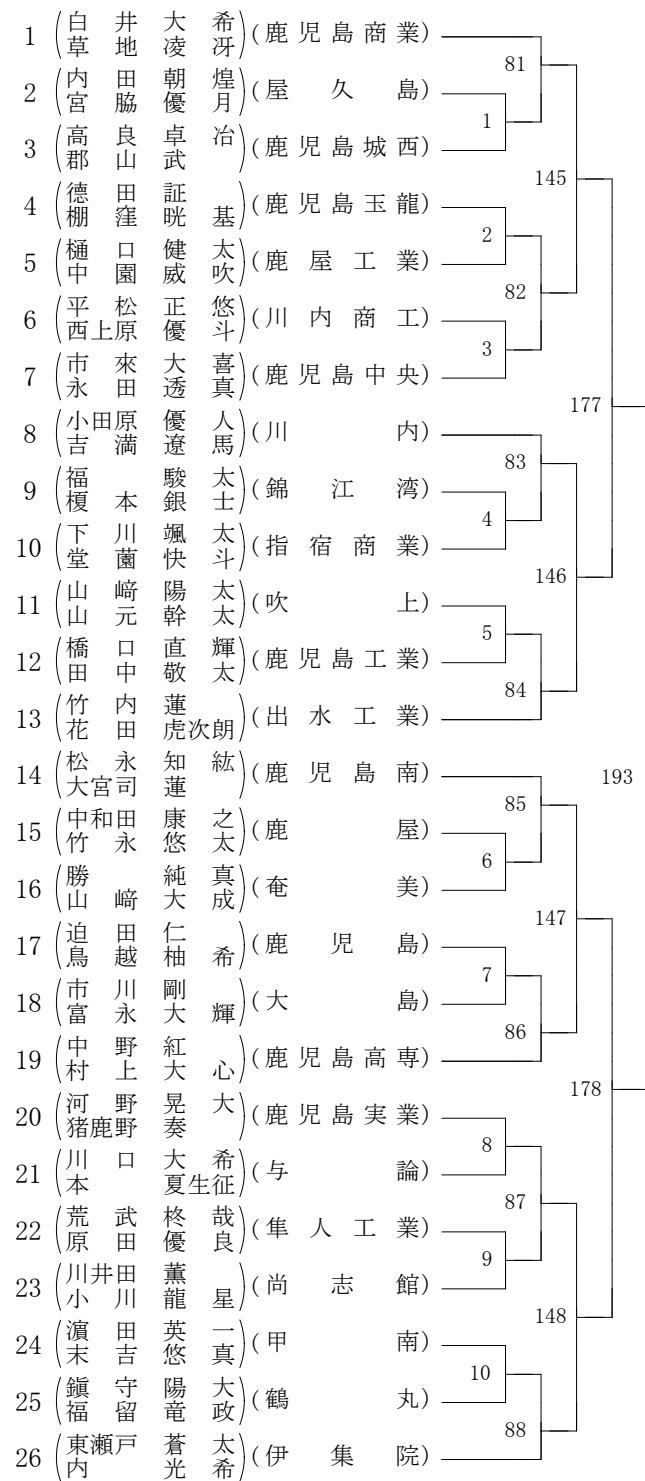 1 (白井大希 草地凌冴)(鹿児島商業)
81
2 (内田朝煌 宮脇優月)(屋久島)
1
3 (高良卓冶 郡山武)(鹿児島城西)
145
4 (徳田証 棚窪晄基)(鹿児島玉龍)
2
5 (樋口健太 中園威吹)(鹿屋工業)
82
6 (平松正悠 西上原優斗)(川内商工)
3
7 (市來大喜 永田透真)(鹿児島中央)
177
8 (小田原優人 吉満遼馬)(川内)
83
9 (福駿太 榎本銀士)(錦江湾)
4
10 (下川颯太 堂薗快斗)(指宿商業)
146
11 (山﨑陽太 山元幹太)(吹上)
5
12 (橋口直輝 田中敬太)(鹿児島工業)
84
13 (竹内蓮 花田虎次朗)(出水工業)
14 (松永知紘 大宮司蓮)(鹿児島南)
193
85
15 (中和田康之 竹永悠太)(鹿屋)
6
16 (勝純真 山﨑大成)(奄美)
147
17 (迫田仁 鳥越柚希)(鹿児島)
7
18 (市川剛 富永大輝)(大島)
86
19 (中野紅 村上大心)(鹿児島高専)
178
20 (河野晃大 猪鹿野奏)(鹿児島実業)
8
21 (川口大希 本夏生征)(与論)
87
22 (荒武柊哉 原田優良)(隼人工業)
9
23 (川井田薫 小川龍星)(尚志館)
148
24 (濵田英一 末吉悠真)(甲南)
10
25 (鎭守陽大 福留竜政)(鶴丸)
88
26 (東瀬戸蒼太 内光希)(伊集院)